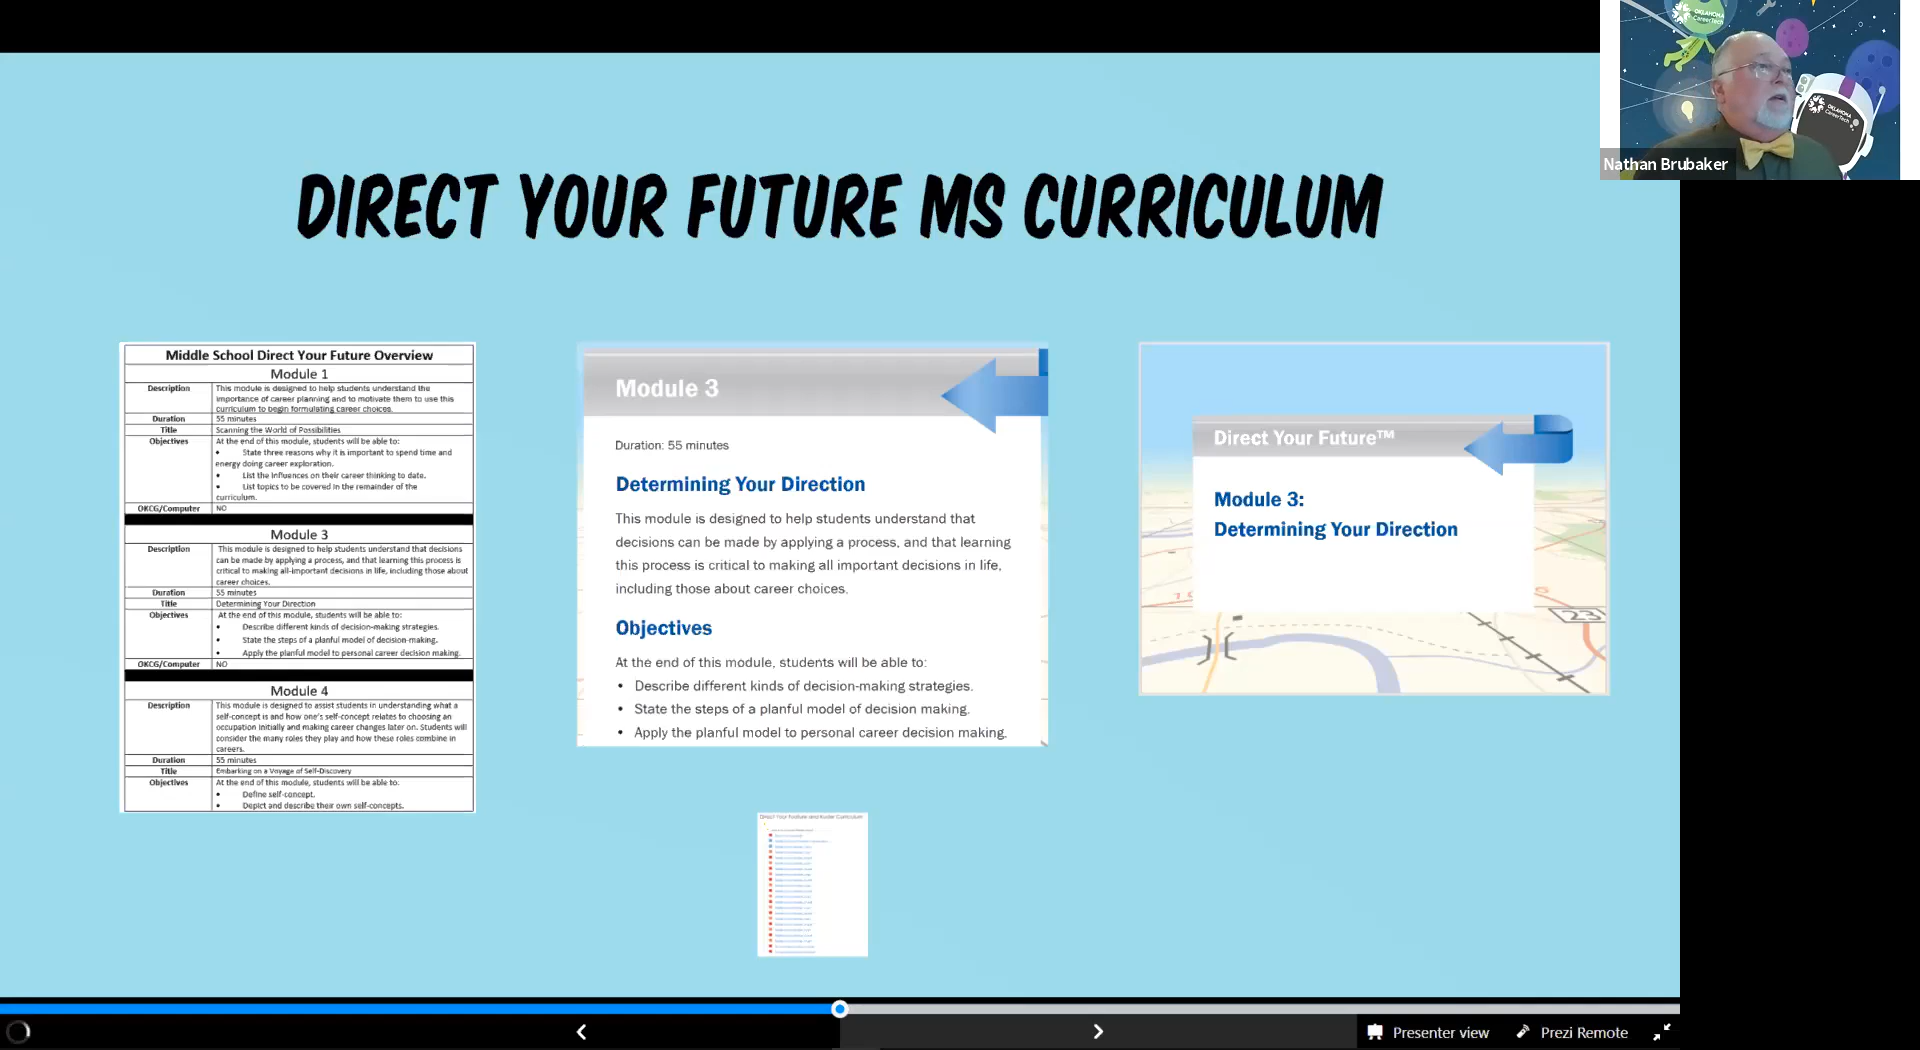 OKLAHOMA
CareerTech
OKLAHOMA
CareerTech
Nathan Brubaker
DIRECT YOUR FUTURE MS CURRICULUM
Middle School Direct Your Future Overview
Module 1
Description
This module is designed to help students understand the
importance of career planning and to motivate them to use this
curriculum to begin formulating career choices.
Duration
55 minutes
Title
Scanning the World of Possibilities
Objectives
At the end of this module, students will be able to:
• State three reasons why it is important to spend time and
energy doing career exploration.
• List the influences on their career thinking to date.
• List topics to be covered in the remainder of the
curriculum.
OKCG/Computer
NO
Module 3
Description
This module is designed to help students understand that decisions
can be made by applying a process, and that learning this process is
critical to making all-important decisions in life, including those about
career choices.
Duration
55 minutes
Title
Determining Your Direction
Objectives
At the end of this module, students will be able to:
• Describe different kinds of decision-making strategies.
• State the steps of a planful model of decision-making.
• Apply the planful model to personal career decision making.
OKCG/Computer
NO
Module 4
Description
This module is designed to assist students in understanding what a
self-concept is and how one's self-concept relates to choosing an
occupation initially and making career changes later on. Students will
consider the many roles they play and how these roles combine in
careers.
Duration
55 minutes
Title
Embarking on a Voyage of Self-Discovery
Objectives
At the end of this module, students will be able to:
• Define self-concept.
• Depict and describe their own self-concepts.
Module 3
Duration: 55 minutes
Determining Your Direction
This module is designed to help students understand that
decisions can be made by applying a process, and that learning
this process is critical to making all important decisions in life,
including those about career choices.
Objectives
At the end of this module, students will be able to:
• Describe different kinds of decision-making strategies.
• State the steps of a planful model of decision making.
• Apply the planful model to personal career decision making.
Direct Your Future™
Module 3:
Determining Your Direction
23
Direct Your Future and Kuder Curriculum
Presenter view
Prezi Remote